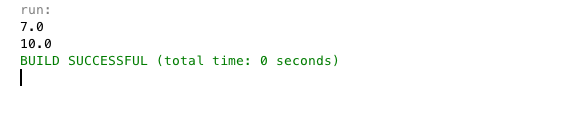 run:
7.0
10.0
BUILD SUCCESSFUL (total time: 0 seconds)